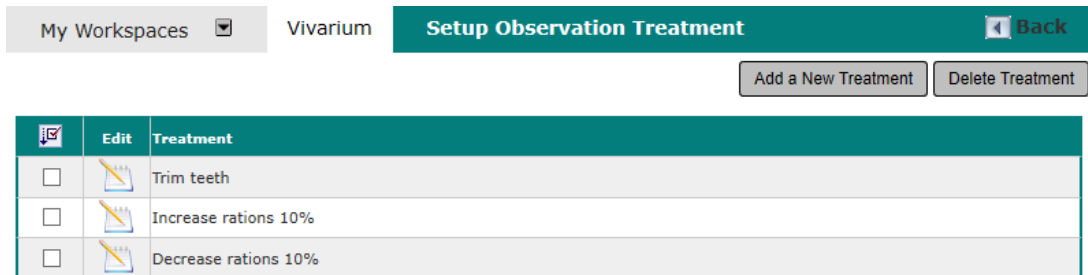 My Workspaces Vivarium Setup Observation Treatment Back
Add a New Treatment Delete Treatment
Edit Treatment
Trim teeth
Increase rations 10%
Decrease rations 10%